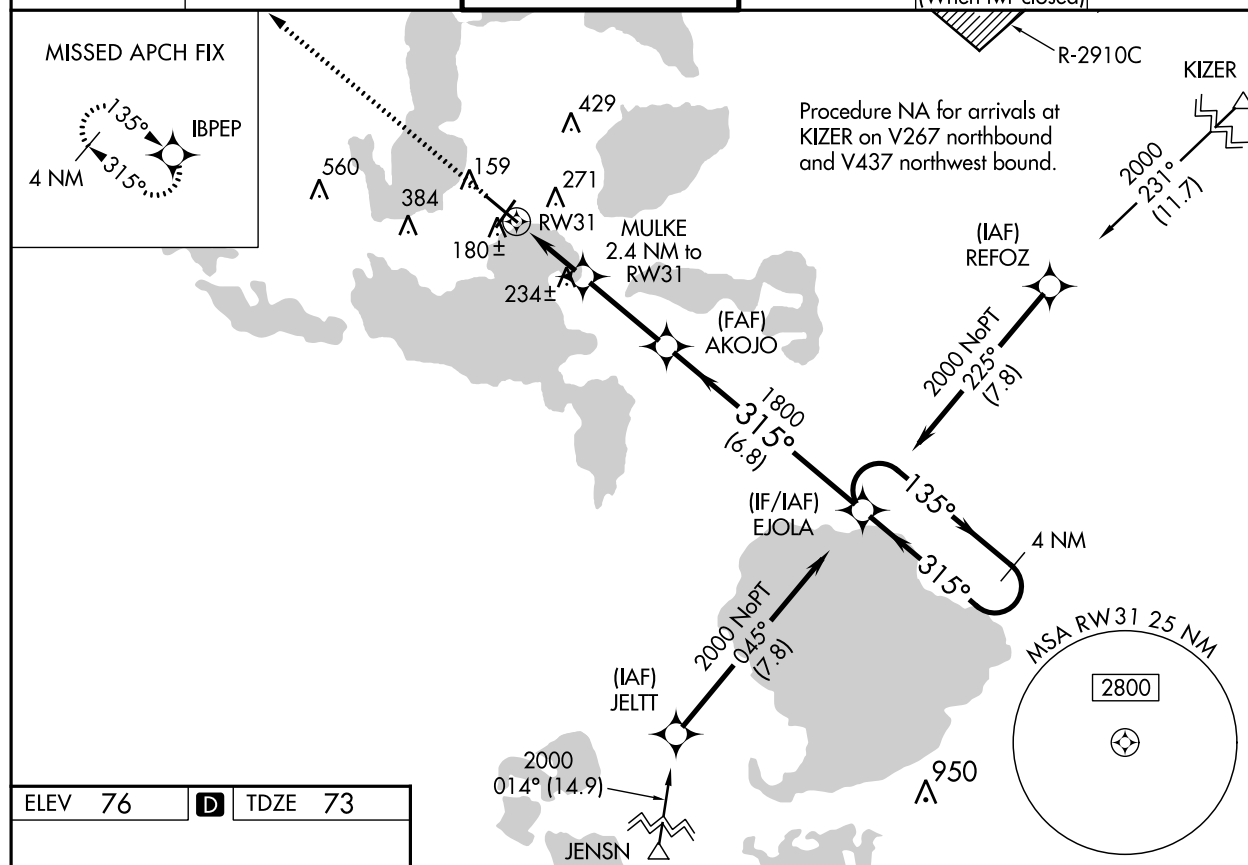 (When twr closed)
MISSED APCH FIX
135°
IBPEP
4 NM
315°
R-2910C
KIZER
Procedure NA for arrivals at
KIZER on V267 northbound
and V437 northwest bound.
2000
231°
(11.7)
429
560
159
271
384
RW31
180±
MULKE
2.4 NM to
RW31
234±
(IAF)
REFOZ
(FAF)
AKOJO
2000 NoPT
225°
(7.8)
1800
315°
(6.8)
(IF/IAF)
EJOLA
135°
4 NM
315°
2000 NoPT
045°
(7.8)
MSA RW31 25 NM
2800
(IAF)
JELTT
2000
014° (14.9)
950
JENSN
ELEV 76 D TDZE 73